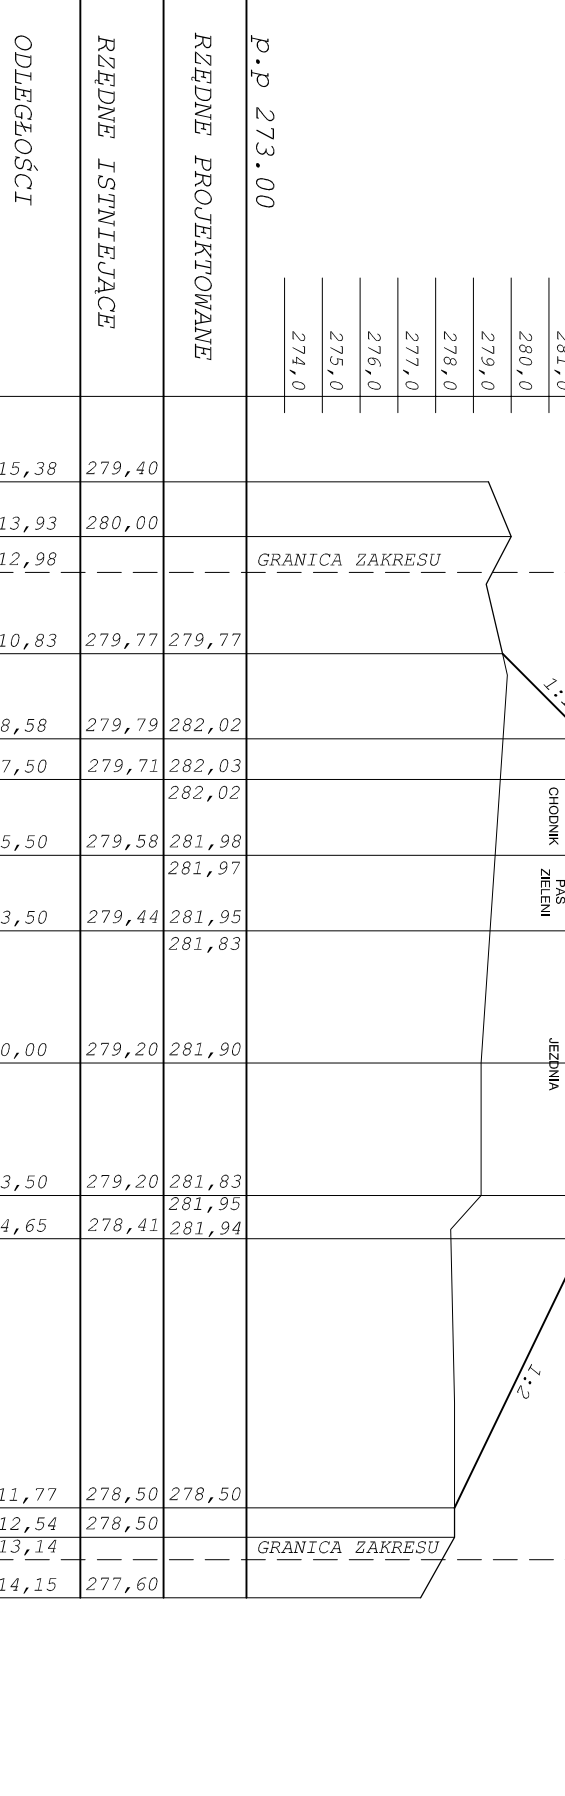 ODLEGŁOŚCI
RZĘDNE ISTNIEJĄCE
RZĘDNE PROJEKTOWANE
p.p 273.00
274,0
275,0
276,0
277,0
278,0
279,0
280,0
281,0
15,38 279,40
13,93 280,00
12,98 GRANICA ZAKRESU
10,83 279,77 279,77
8,58 279,79 282,02
7,50 279,71 282,03
282,02
CHODNIK
5,50 279,58 281,98
281,97
PAS
ZIELENI
3,50 279,44 281,95
281,83
JEZDNIA
0,00 279,20 281,90
3,50 279,20 281,83
281,95
4,65 278,41 281,94
1:2
11,77 278,50 278,50
12,54 278,50
13,14 GRANICA ZAKRESU
14,15 277,60